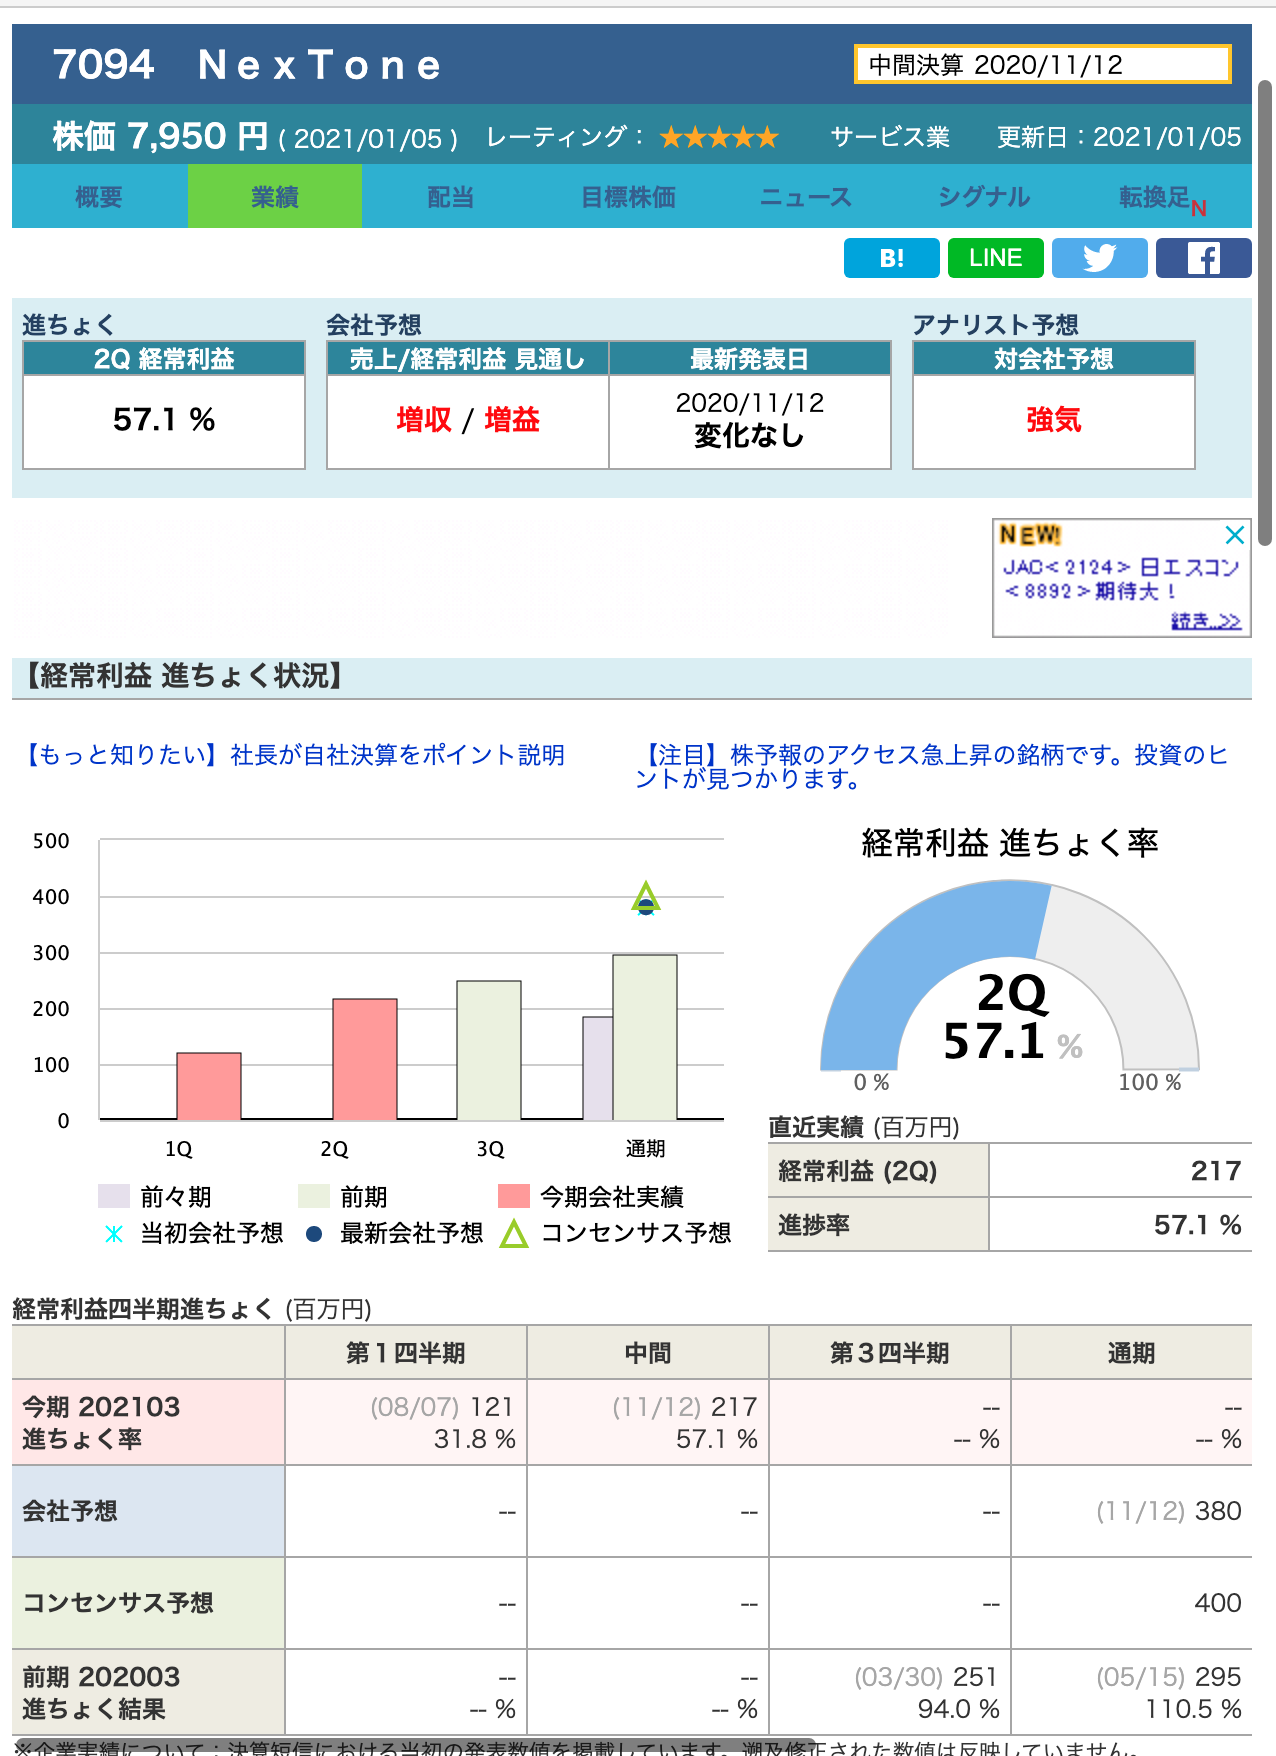 7094　ＮｅｘＴｏｎｅ
中間決算 2020/11/12
株価 7,950 円 ( 2021/01/05 )　レーティング： ★★★★★　サービス業　更新日：2021/01/05
概要 業績 配当 目標株価 ニュース シグナル 転換足N
B! LINE
進ちょく 会社予想 アナリスト予想
2Q 経常利益 売上/経常利益 見通し 最新発表日 対会社予想
57.1 % 増収 / 増益 2020/11/12 強気
変化なし
NEW!
JAC<2124> 日エスコン
<8892>期待大！
続き..>>
【経常利益 進ちょく状況】
【もっと知りたい】社長が自社決算をポイント説明
【注目】株予報のアクセス急上昇の銘柄です。投資のヒ
ントが見つかります。
500
400
300
200
100
0
1Q 2Q 3Q 通期
前々期 前期 今期会社実績
当初会社予想 最新会社予想 コンセンサス予想
経常利益 進ちょく率
2Q
57.1 %
0 % 100 %
直近実績 (百万円)
経常利益 (2Q) 217
進捗率 57.1 %
経常利益四半期進ちょく (百万円)
第１四半期 中間 第３四半期 通期
今期 202103 (08/07) 121 (11/12) 217 -- --
進ちょく率 31.8 % 57.1 % -- % -- %
会社予想 -- -- -- (11/12) 380
コンセンサス予想 -- -- -- 400
前期 202003 -- -- (03/30) 251 (05/15) 295
進ちょく結果 -- % -- % 94.0 % 110.5 %
※企業実績について：決算短信における当初の発表数値を掲載しています。遡及修正された数値は反映していません。